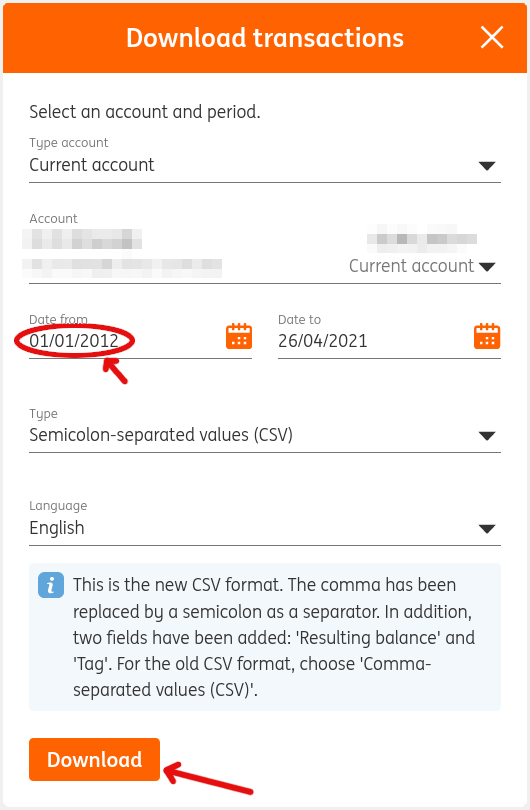 Download transactions
Select an account and period.
Type account
Current account
Account
Current account
Date from
01/01/2012
Date to
26/04/2021
Type
Semicolon-separated values (CSV)
Language
English
This is the new CSV format. The comma has been
replaced by a semicolon as a separator. In addition,
two fields have been added: 'Resulting balance' and
'Tag'. For the old CSV format, choose 'Comma-
separated values (CSV)'.
Download